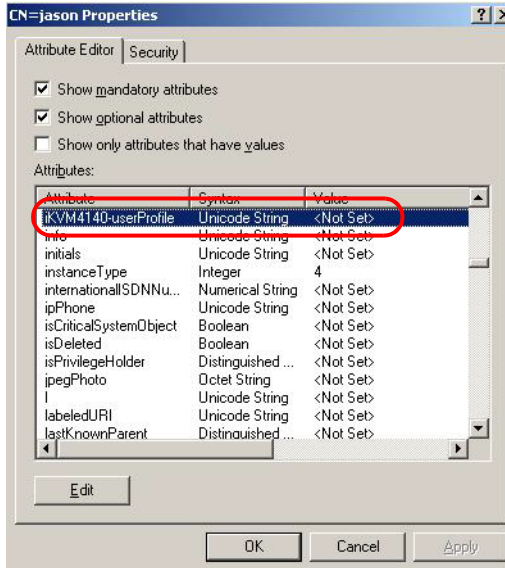 CN=jason Properties
Attribute Editor Security
Show mandatory attributes
Show optional attributes
Show only attributes that have values
Attributes:
Attribute Syntax Value
iKVM4140-userProfile Unicode String <Not Set>
info Unicode String <Not Set>
initials Unicode String <Not Set>
instanceType Integer 4
internationalISDNNu... Numerical String <Not Set>
ipPhone Unicode String <Not Set>
isCriticalSystemObject Boolean <Not Set>
isDeleted Boolean <Not Set>
isPrivilegeHolder Distinguished ... <Not Set>
jpegPhoto Octet String <Not Set>
l Unicode String <Not Set>
labeledURI Unicode String <Not Set>
lastKnownParent Distinguished ... <Not Set>
Edit
OK Cancel Apply